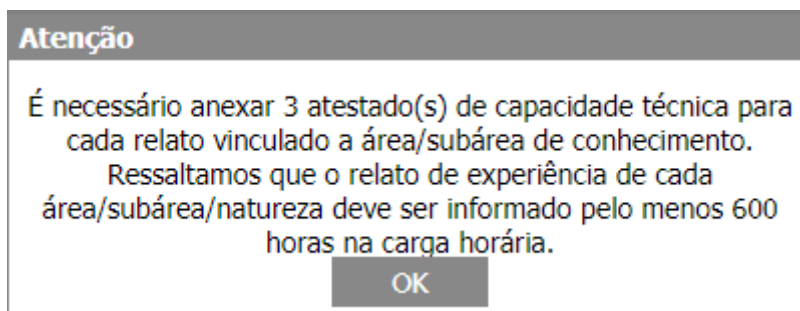 Atenção
É necessário anexar 3 atestado(s) de capacidade técnica para
cada relato vinculado a área/subárea de conhecimento.
Ressaltamos que o relato de experiência de cada
área/subárea/natureza deve ser informado pelo menos 600
horas na carga horária.
OK